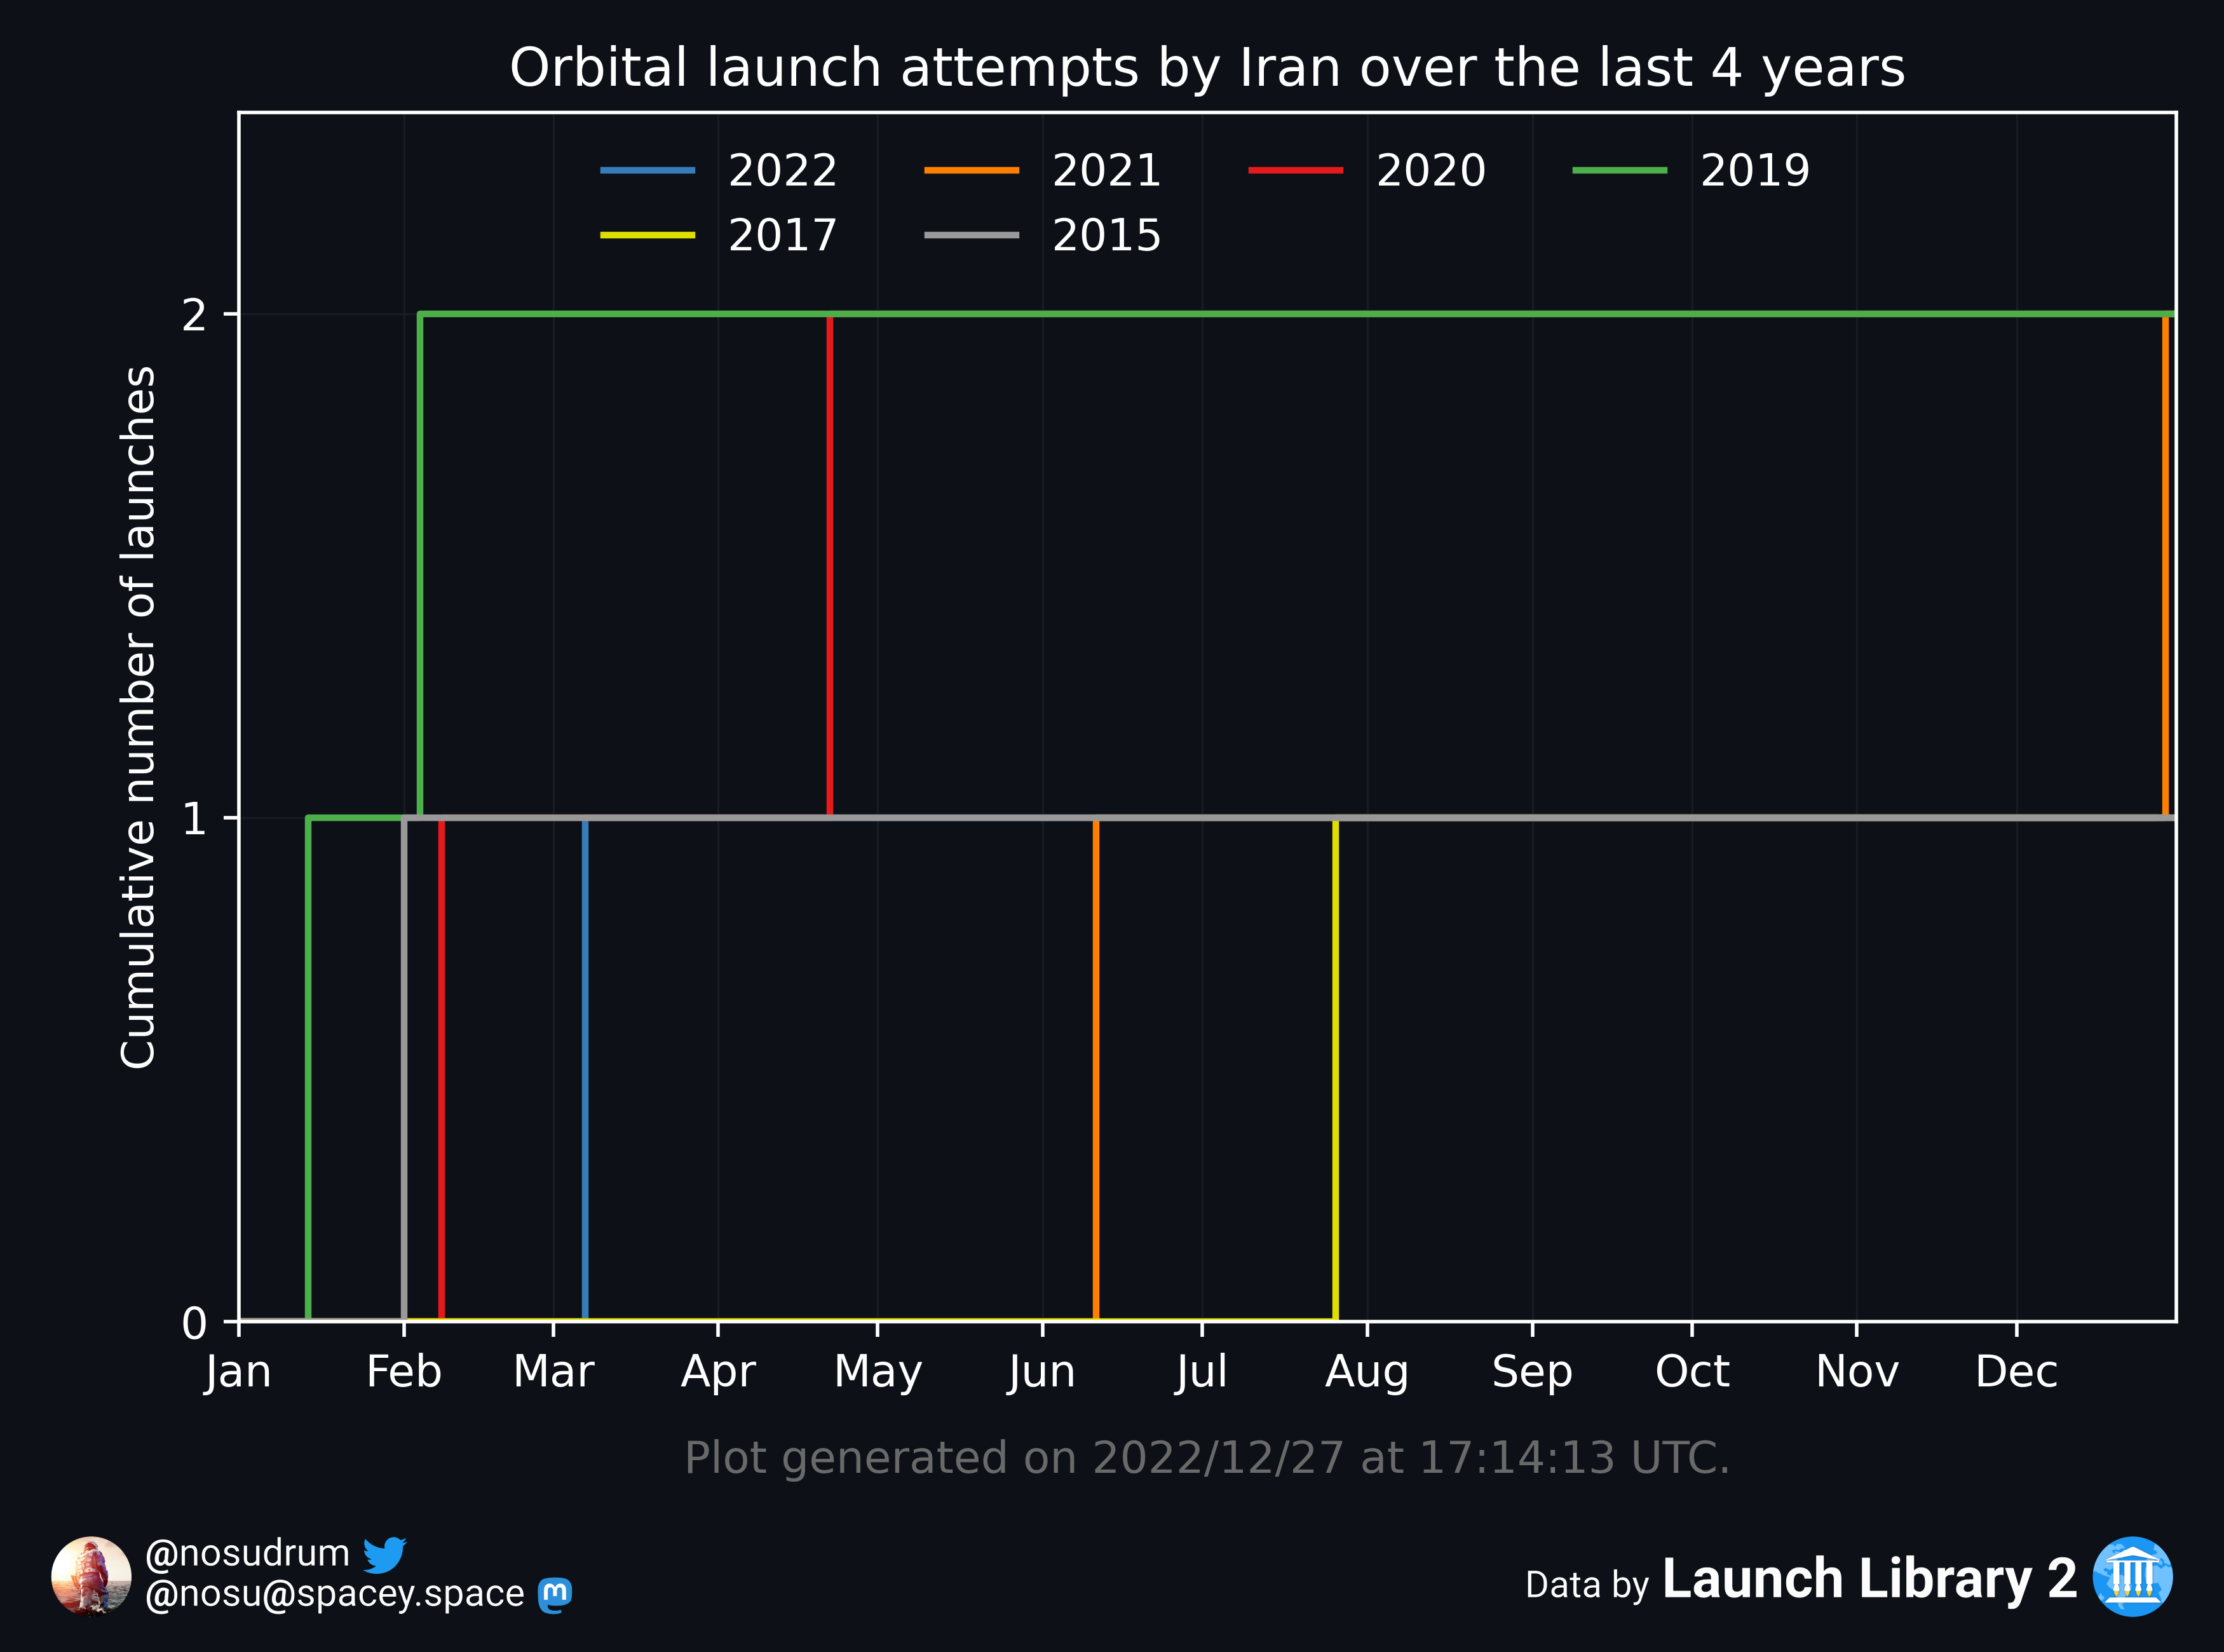 Orbital launch attempts by Iran over the last 4 years
2022 2021 2020 2019
2017 2015
Cumulative number of launches
2
1
0
Jan Feb Mar Apr May Jun Jul Aug Sep Oct Nov Dec
Plot generated on 2022/12/27 at 17:14:13 UTC.
@nosudrum
@nosu@spacey.space m
Data by Launch Library 2